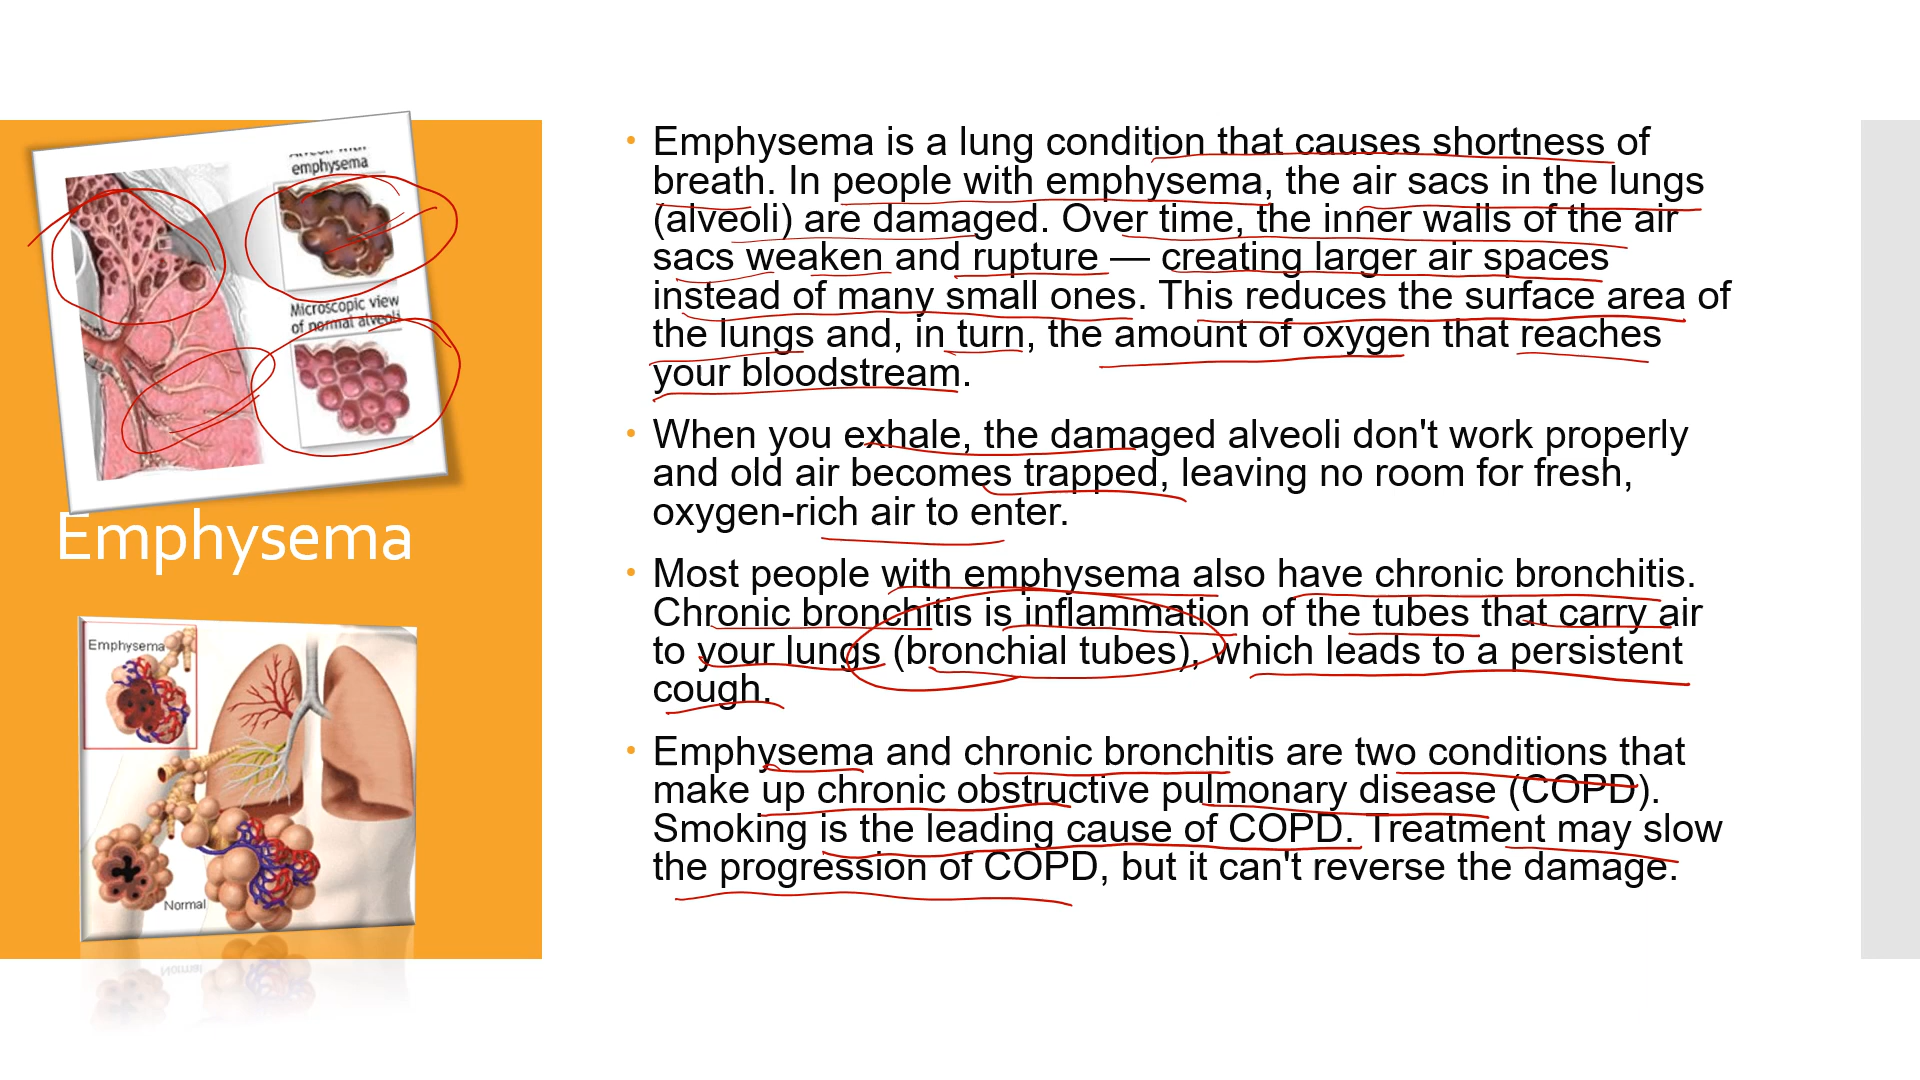 emphysema
Microscopic view
of normal alveoli
Emphysema
Emphysema
Normal
• Emphysema is a lung condition that causes shortness of
breath. In people with emphysema, the air sacs in the lungs
(alveoli) are damaged. Over time, the inner walls of the air
sacs weaken and rupture — creating larger air spaces
instead of many small ones. This reduces the surface area of
the lungs and, in turn, the amount of oxygen that reaches
your bloodstream.
• When you exhale, the damaged alveoli don't work properly
and old air becomes trapped, leaving no room for fresh,
oxygen-rich air to enter.
• Most people with emphysema also have chronic bronchitis.
Chronic bronchitis is inflammation of the tubes that carry air
to your lungs (bronchial tubes), which leads to a persistent
cough.
• Emphysema and chronic bronchitis are two conditions that
make up chronic obstructive pulmonary disease (COPD).
Smoking is the leading cause of COPD. Treatment may slow
the progression of COPD, but it can't reverse the damage.